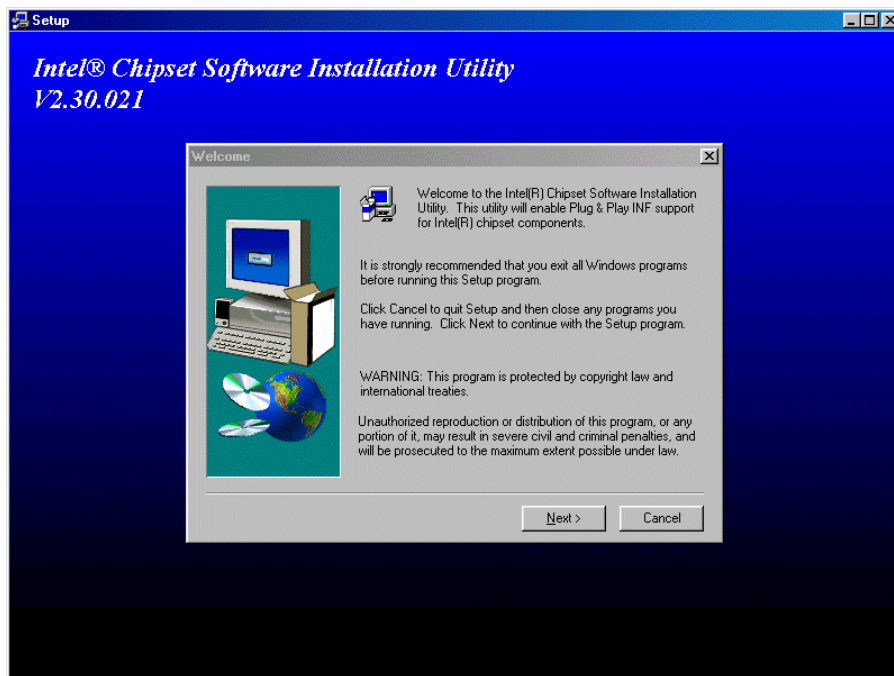 Setup
Intel® Chipset Software Installation Utility
V2.30.021
Welcome
Welcome to the Intel(R) Chipset Software Installation
Utility. This utility will enable Plug & Play INF support
for Intel(R) chipset components.
It is strongly recommended that you exit all Windows programs
before running this Setup program.
Click Cancel to quit Setup and then close any programs you
have running. Click Next to continue with the Setup program.
WARNING: This program is protected by copyright law and
international treaties.
Unauthorized reproduction or distribution of this program, or any
portion of it, may result in severe civil and criminal penalties, and
will be prosecuted to the maximum extent possible under law.
Next >
Cancel